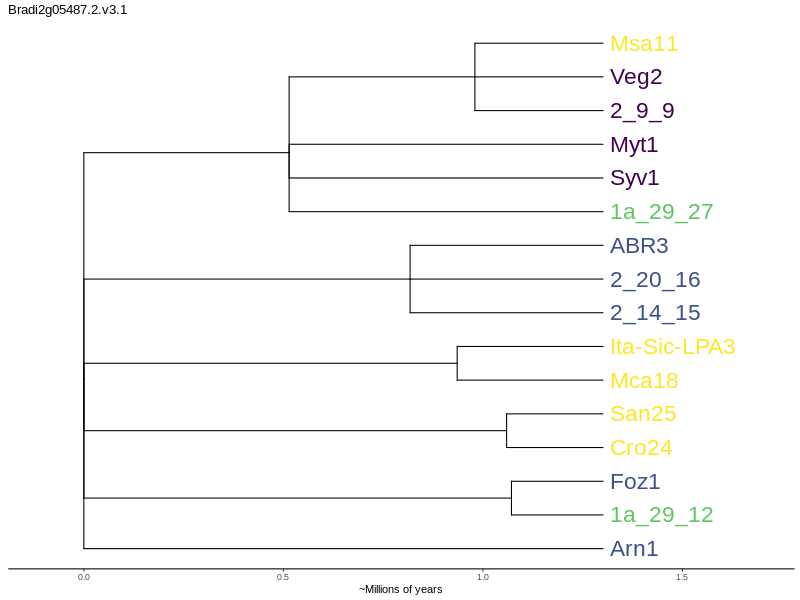 Bradi2g05487.2.v3.1
Msa11
Veg2
2_9_9
Myt1
Syv1
1a_29_27
ABR3
2_20_16
2_14_15
Ita-Sic-LPA3
Mca18
San25
Cro24
Foz1
1a_29_12
Arn1
0.0 0.5 1.0 1.5
~Millions of years